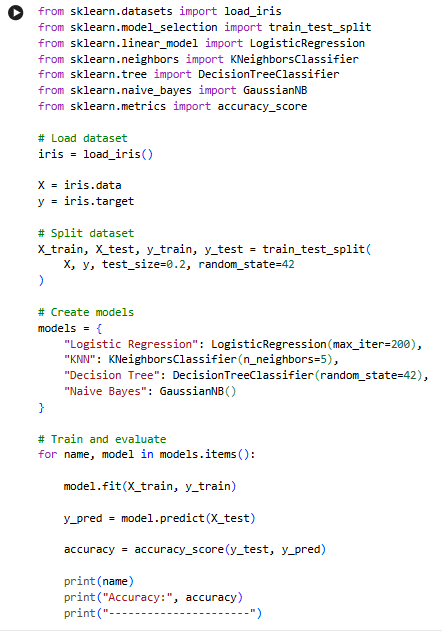 from sklearn.datasets import load_iris
from sklearn.model_selection import train_test_split
from sklearn.linear_model import LogisticRegression
from sklearn.neighbors import KNeighborsClassifier
from sklearn.tree import DecisionTreeClassifier
from sklearn.naive_bayes import GaussianNB
from sklearn.metrics import accuracy_score

# Load dataset
iris = load_iris()

X = iris.data
y = iris.target

# Split dataset
X_train, X_test, y_train, y_test = train_test_split(
    X, y, test_size=0.2, random_state=42
)

# Create models
models = {
    "Logistic Regression": LogisticRegression(max_iter=200),
    "KNN": KNeighborsClassifier(n_neighbors=5),
    "Decision Tree": DecisionTreeClassifier(random_state=42),
    "Naive Bayes": GaussianNB()
}

# Train and evaluate
for name, model in models.items():

    model.fit(X_train, y_train)

    y_pred = model.predict(X_test)

    accuracy = accuracy_score(y_test, y_pred)

    print(name)
    print("Accuracy:", accuracy)
    print("----------------------")